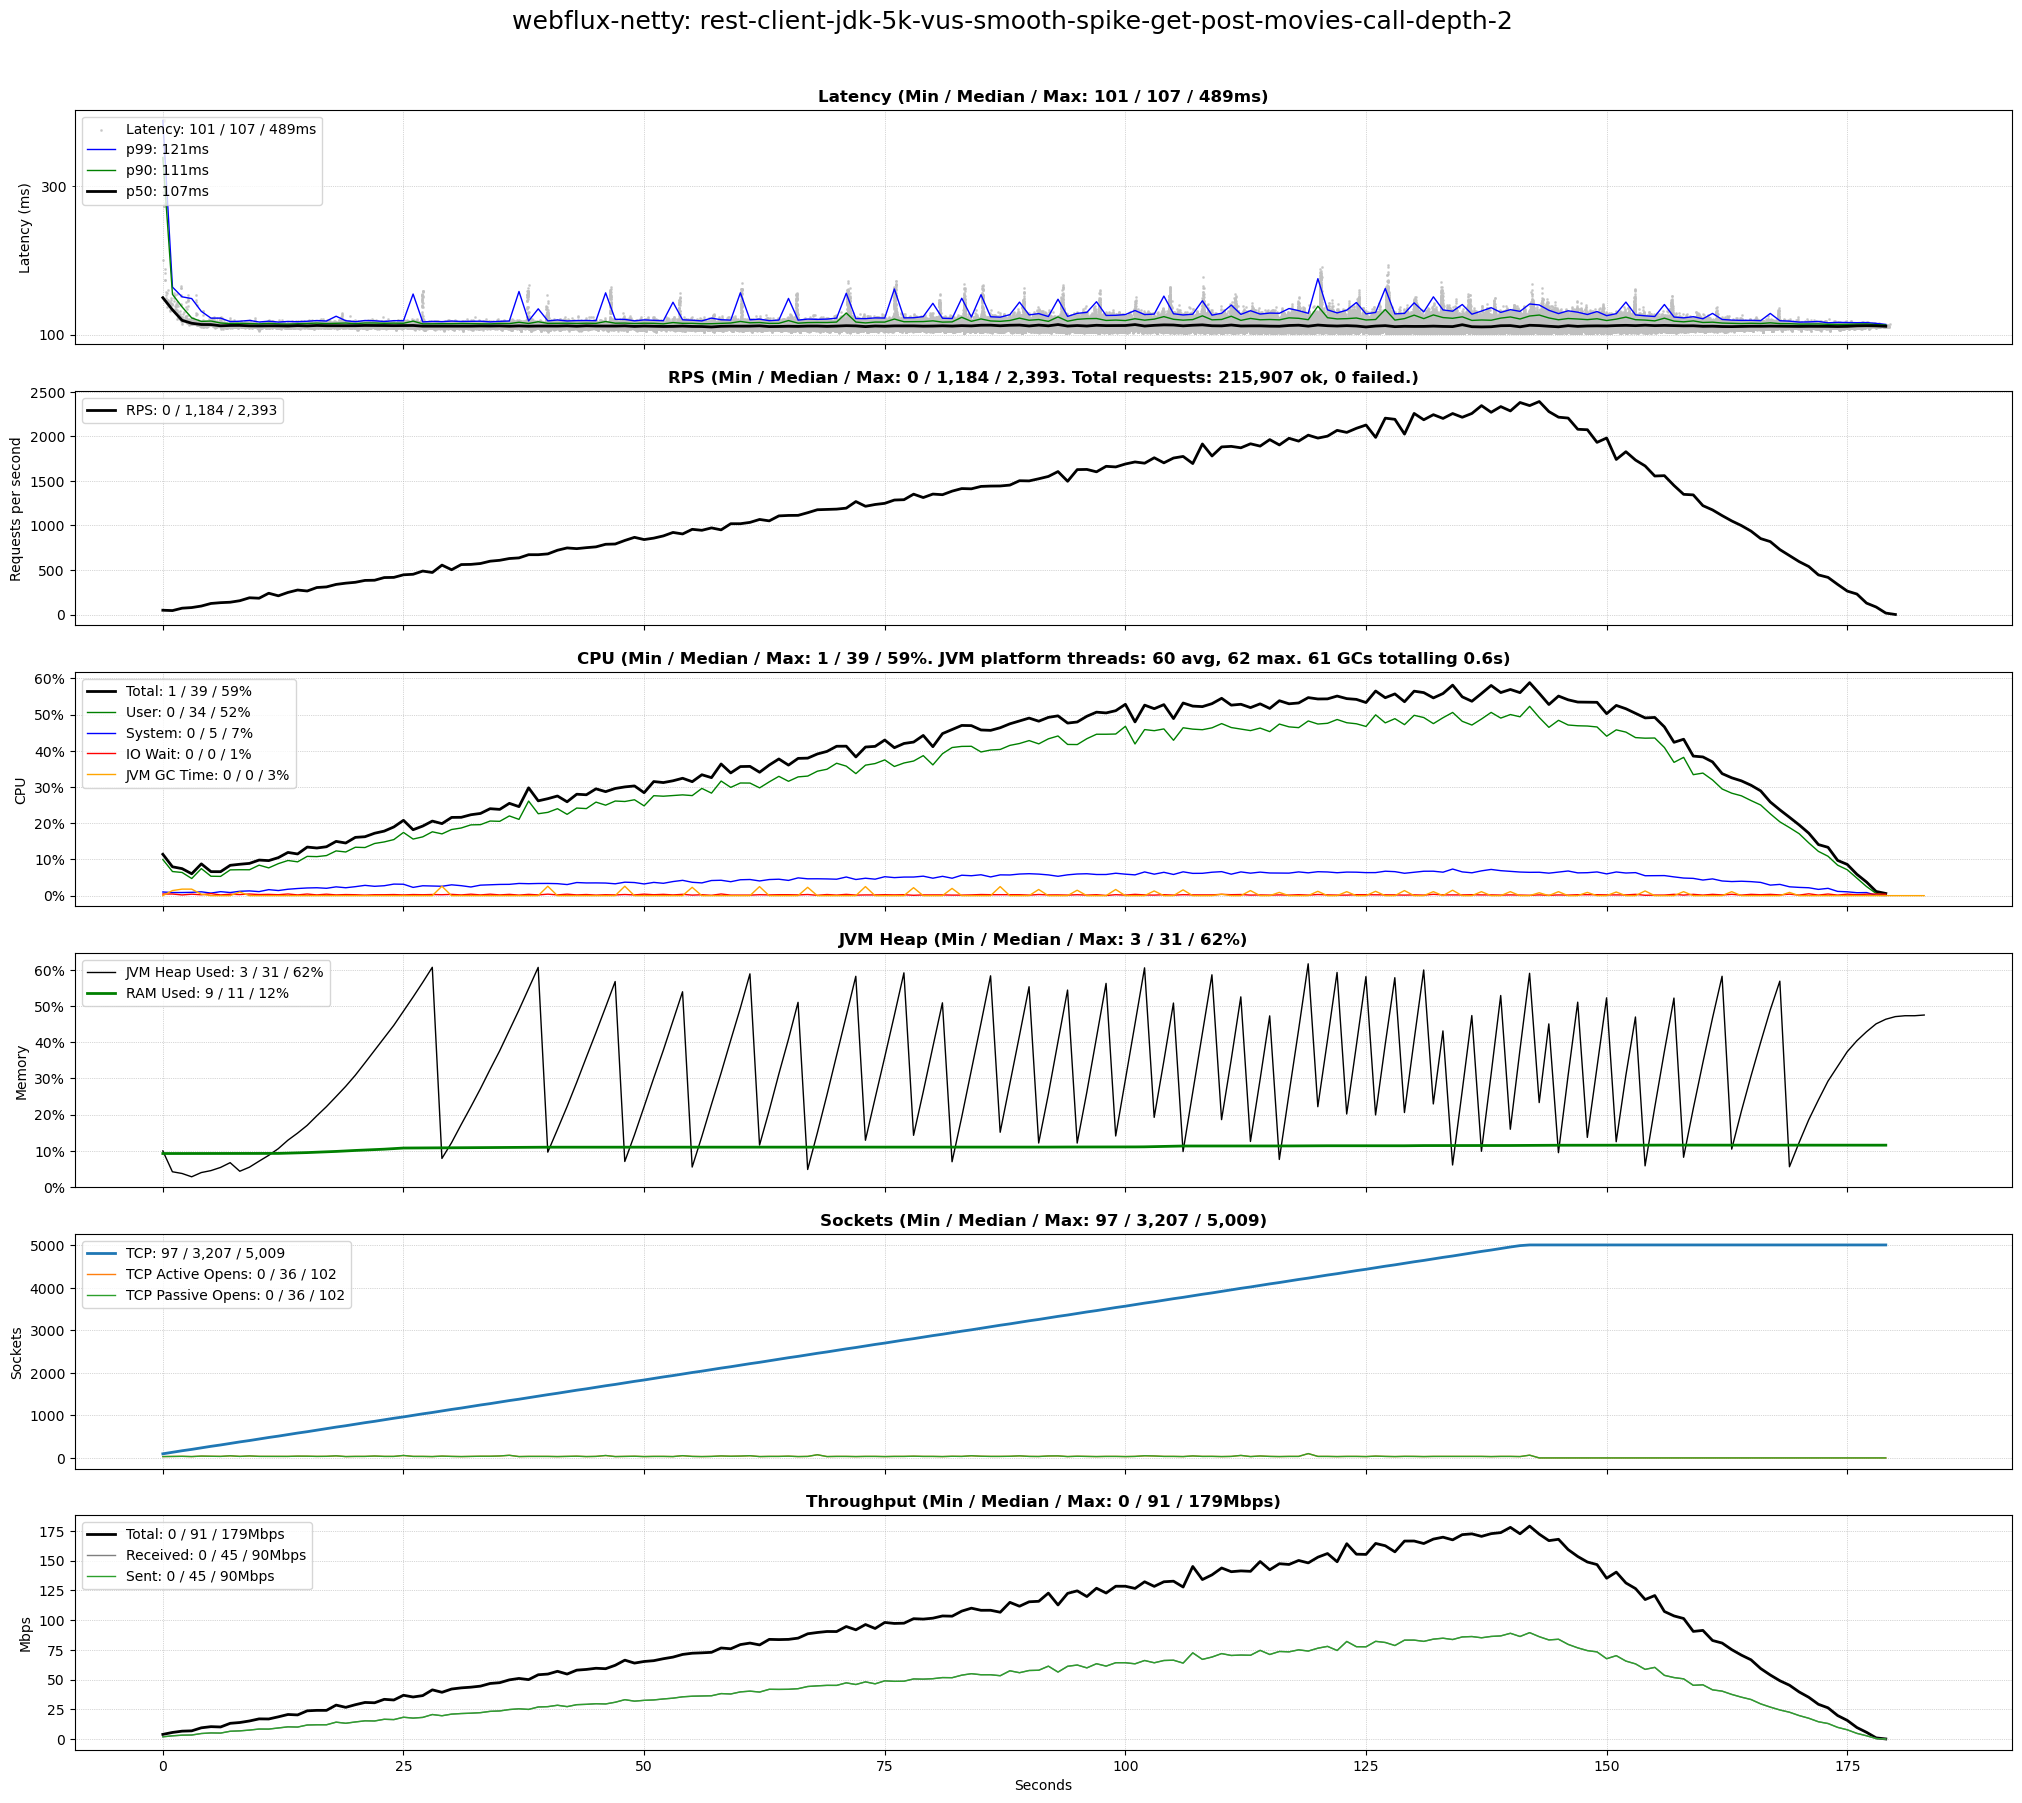 webflux-netty: rest-client-jdk-5k-vus-smooth-spike-get-post-movies-call-depth-2
Latency (Min / Median / Max: 101 / 107 / 489ms)
Latency: 101 / 107 / 489ms
p99: 121ms
p90: 111ms
p50: 107ms
Latency (ms)
300
100
RPS (Min / Median / Max: 0 / 1,184 / 2,393. Total requests: 215,907 ok, 0 failed.)
RPS: 0 / 1,184 / 2,393
Requests per second
2500
2000
1500
1000
500
0
CPU (Min / Median / Max: 1 / 39 / 59%. JVM platform threads: 60 avg, 62 max. 61 GCs totalling 0.6s)
Total: 1 / 39 / 59%
User: 0 / 34 / 52%
System: 0 / 5 / 7%
IO Wait: 0 / 0 / 1%
JVM GC Time: 0 / 0 / 3%
CPU
60%
50%
40%
30%
20%
10%
0%
JVM Heap (Min / Median / Max: 3 / 31 / 62%)
JVM Heap Used: 3 / 31 / 62%
RAM Used: 9 / 11 / 12%
Memory
60%
50%
40%
30%
20%
10%
0%
Sockets (Min / Median / Max: 97 / 3,207 / 5,009)
TCP: 97 / 3,207 / 5,009
TCP Active Opens: 0 / 36 / 102
TCP Passive Opens: 0 / 36 / 102
Sockets
5000
4000
3000
2000
1000
0
Throughput (Min / Median / Max: 0 / 91 / 179Mbps)
Total: 0 / 91 / 179Mbps
Received: 0 / 45 / 90Mbps
Sent: 0 / 45 / 90Mbps
Mbps
175
150
125
100
75
50
25
0
0 25 50 75 100 125 150 175
Seconds